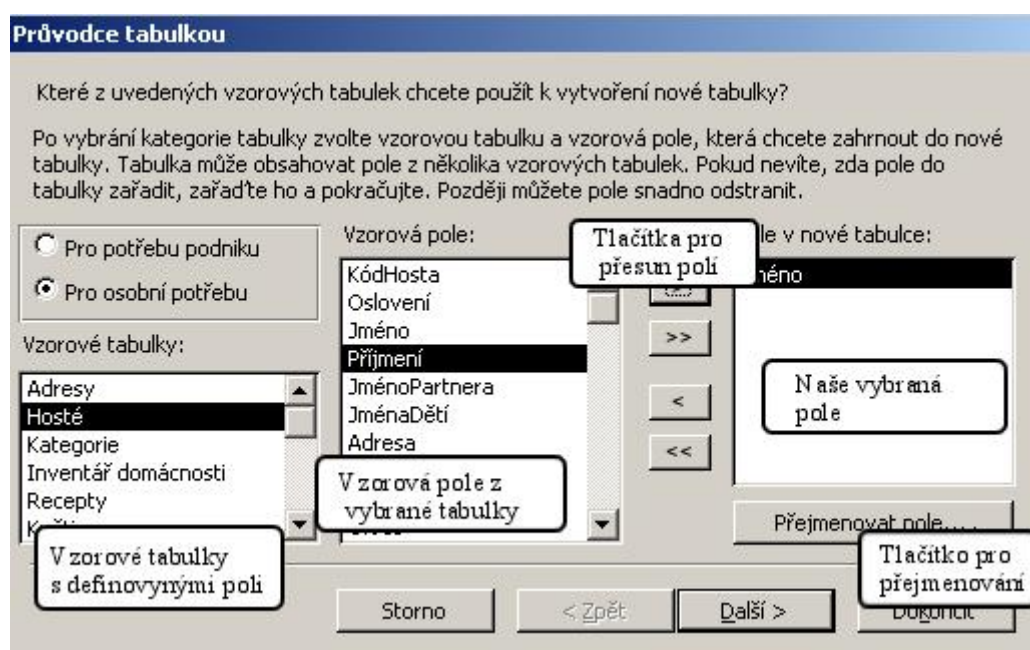 Průvodce tabulkou
Které z uvedených vzorových tabulek chcete použít k vytvoření nové tabulky?
Po vybrání kategorie tabulky zvolte vzorovou tabulku a vzorová pole, která chcete zahrnout do nové
tabulky. Tabulka může obsahovat pole z několika vzorových tabulek. Pokud nevíte, zda pole do
tabulky zařadit, zařaďte ho a pokračujte. Později můžete pole snadno odstranit.
Pro potřebu podniku
Pro osobní potřebu
Vzorové tabulky:
Adresy
Hosté
Kategorie
Inventář domácnosti
Recepty
Vzorové tabulky
s definovynými poli
Vzorová pole:
KódHosta
Oslovení
Jméno
Příjmení
JménoPartnera
JménaDětí
Adresa
Vzorová pole z
vybrané tabulky
Tlačítka pro
přesun polí
>>
<
<<
v nové tabulce:
Naše vybraná
pole
Přejmenovat pole...
Tlačítko pro
přejmenování
Storno
< Zpět
Další >
Dokončit